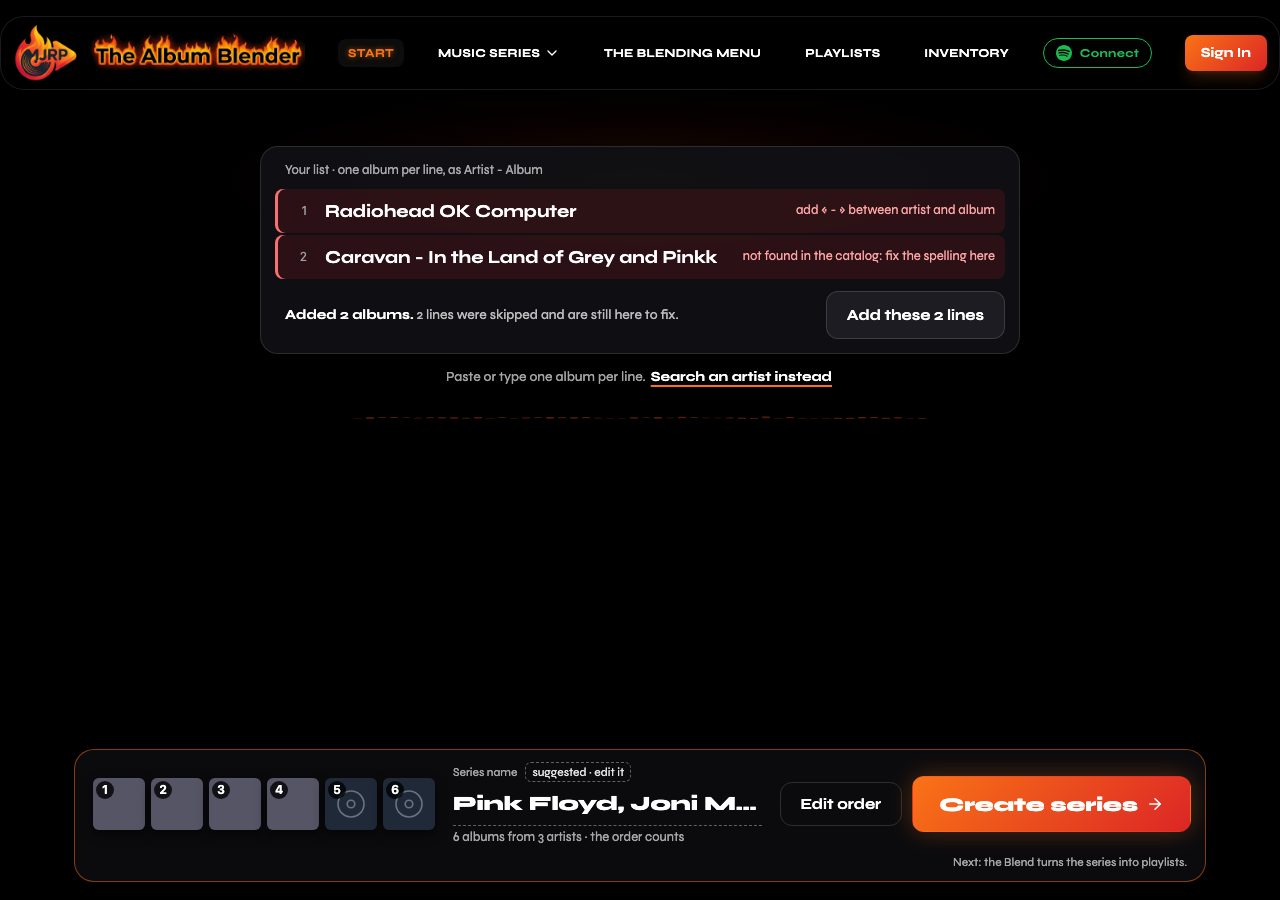 JRP The Album Blender START MUSIC SERIES THE BLENDING MENU PLAYLISTS INVENTORY Connect Sign In
Your list · one album per line, as Artist - Album
1 Radiohead OK Computer add « - » between artist and album
2 Caravan - In the Land of Grey and Pinkk not found in the catalog: fix the spelling here
Added 2 albums. 2 lines were skipped and are still here to fix. Add these 2 lines
Paste or type one album per line. Search an artist instead
1 2 3 4 5 6
Series name suggested · edit it
Pink Floyd, Joni M...
6 albums from 3 artists · the order counts
Edit order
Create series →
Next: the Blend turns the series into playlists.